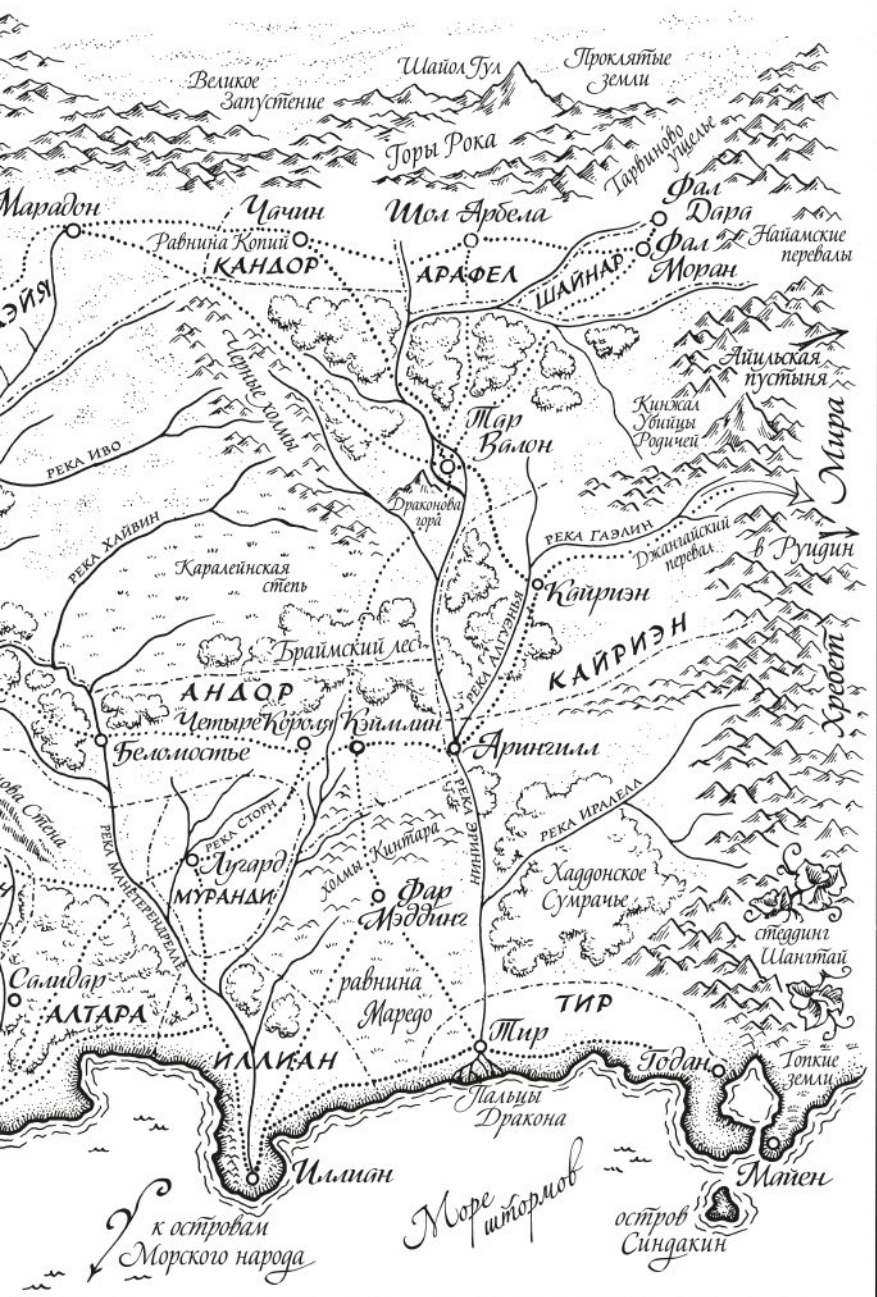 Великое
Запустение
Шайол Гул
Проклятые
земли
Горы Рока
Тарвиново
ущелье
Марадон
Чачин
Шол Арбела
Фал
Дара
Равнина Копий
КАНДОР
АРАФЕЛ
ШАЙНАР
Фал
Моран
Найамские
перевалы
Черные холмы
Айильская
пустыня
Кинжал
Убийцы
Родичей
Тар
Валон
РЕКА ИВО
Драконова
гора
РЕКА ХАЙВИН
РЕКА ГАЭЛИН
Джангайский
перевал
в Руидин
Хребет Мира
Каралейнская
степь
Кайриэн
РЕКА АЛГУЭНЬЯ
КАЙРИЭН
Браймский лес
АНДОР
Четыре Короля
Кэймлин
Беломостье
Арингилл
РЕКА ЭРИНИН
РЕКА ИРАЛЕЛЛ
РЕКА СТОРН
Стена
РЕКА МАНЕТЕРЕНДРЕЛЛЕ
Лугард
МУРАНДИ
Холмы Кинтара
Фар
Мэддинг
Хаддонское
Сумрачье
стеддинг
Шангтай
Салидар
АЛТАРА
равнина
Маредо
ТИР
ИЛЛИАН
Тир
Годан
Топкие
земли
Пальцы
Дракона
Иллиан
Майен
Море
штормов
остров
Синдакин
к островам
Морского народа